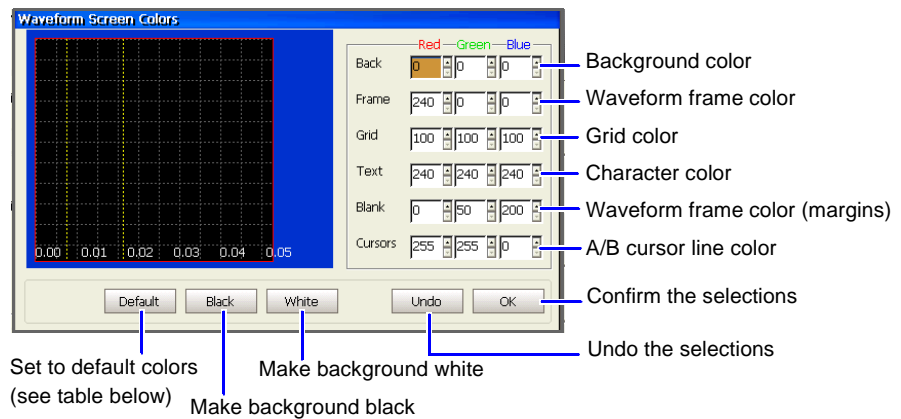 Waveform Screen Colors
Red Green Blue
Back 0 0 0 Background color
Frame 240 0 0 Waveform frame color
Grid 100 100 100 Grid color
Text 240 240 240 Character color
Blank 0 50 200 Waveform frame color (margins)
Cursors 255 255 0 A/B cursor line color
0.00 0.01 0.02 0.03 0.04 0.05
Default Black White Undo OK Confirm the selections
Undo the selections
Set to default colors
(see table below)
Make background white
Make background black